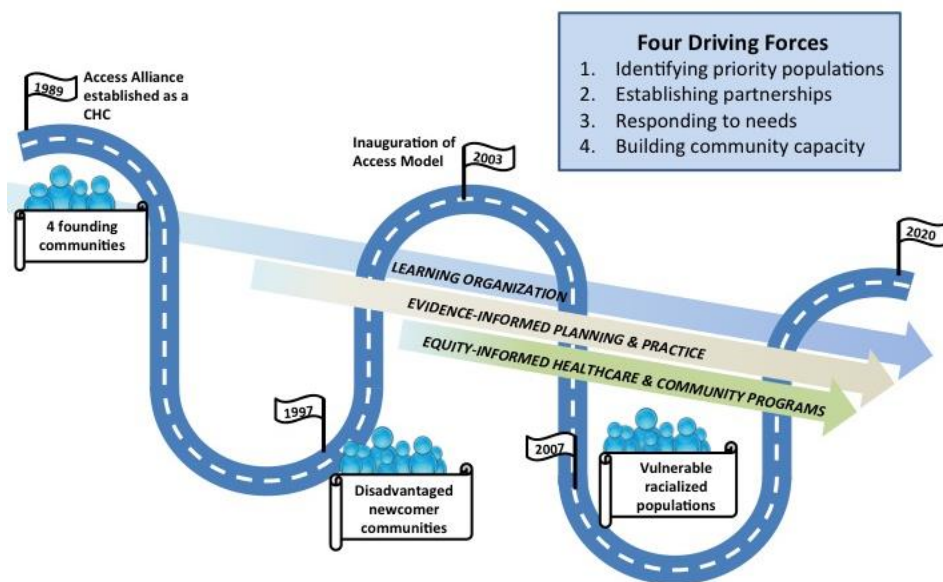 Four Driving Forces
1. Identifying priority populations
2. Establishing partnerships
3. Responding to needs
4. Building community capacity
1989
Access Alliance
established as a
CHC
Inauguration of
Access Model
2003
4 founding
communities
2020
LEARNING ORGANIZATION
EVIDENCE-INFORMED PLANNING & PRACTICE
EQUITY-INFORMED HEALTHCARE & COMMUNITY PROGRAMS
1997
2007
Disadvantaged
newcomer
communities
Vulnerable
racialized
populations